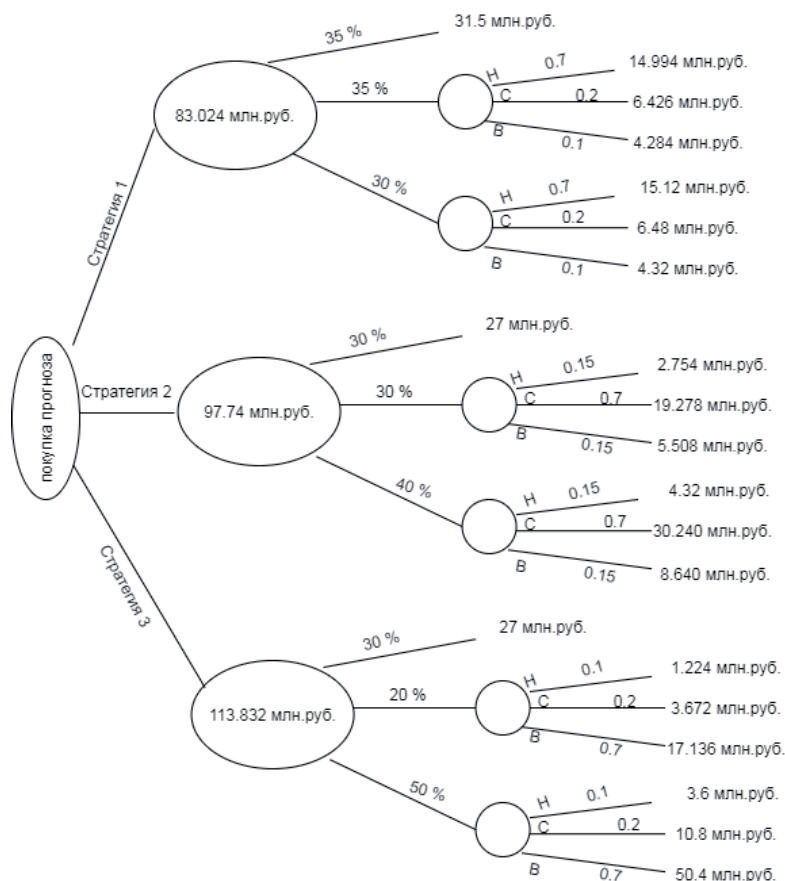 35 %
31.5 млн.руб.
83.024 млн.руб.
35 %
Н
0.7
14.994 млн.руб.
С
0.2
6.426 млн.руб.
В
0.1
4.284 млн.руб.
30 %
Н
0.7
15.12 млн.руб.
С
0.2
6.48 млн.руб.
В
0.1
4.32 млн.руб.
Стратегия 1
покупка прогноза
Стратегия 2
30 %
27 млн.руб.
97.74 млн.руб.
30 %
Н
0.15
2.754 млн.руб.
С
0.7
19.278 млн.руб.
В
0.15
5.508 млн.руб.
40 %
Н
0.15
4.32 млн.руб.
С
0.7
30.240 млн.руб.
В
0.15
8.640 млн.руб.
Стратегия 3
30 %
27 млн.руб.
113.832 млн.руб.
20 %
Н
0.1
1.224 млн.руб.
С
0.2
3.672 млн.руб.
В
0.7
17.136 млн.руб.
50 %
Н
0.1
3.6 млн.руб.
С
0.2
10.8 млн.руб.
В
0.7
50.4 млн.руб.